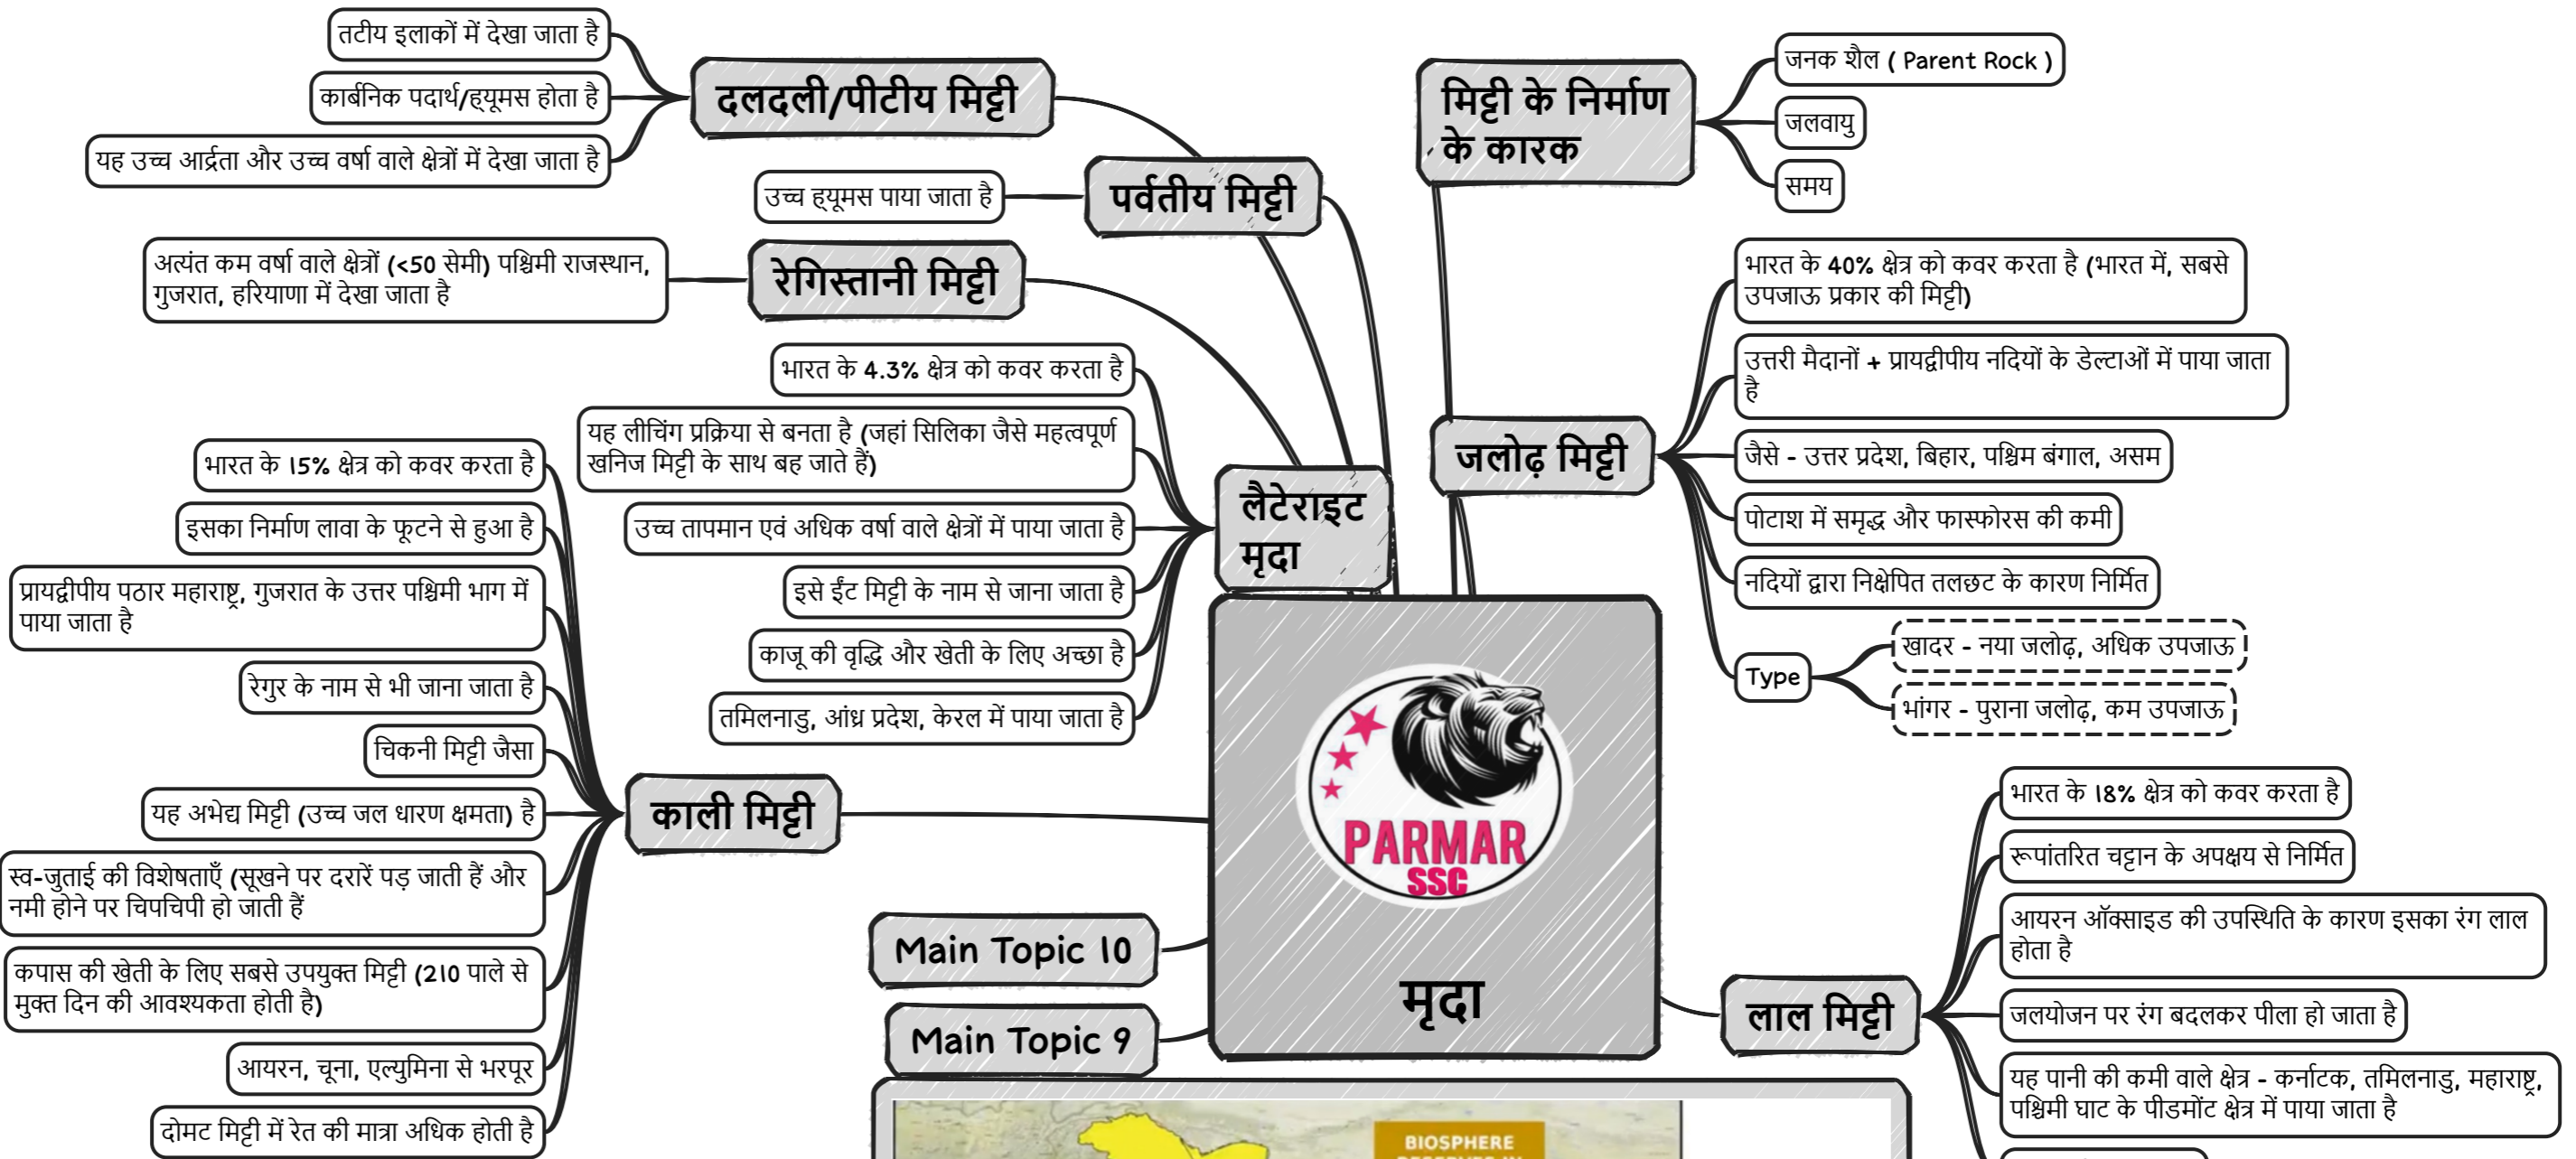 तटीय इलाकों में देखा जाता है
कार्बनिक पदार्थ/ह्यूमस होता है
यह उच्च आर्द्रता और उच्च वर्षा वाले क्षेत्रों में देखा जाता है
दलदली/पीटीय मिट्टी
उच्च ह्यूमस पाया जाता है
पर्वतीय मिट्टी
अत्यंत कम वर्षा वाले क्षेत्रों (<50 सेमी) पश्चिमी राजस्थान,
गुजरात, हरियाणा में देखा जाता है
रेगिस्तानी मिट्टी
भारत के 4.3% क्षेत्र को कवर करता है
यह लीचिंग प्रक्रिया से बनता है (जहां सिलिका जैसे महत्वपूर्ण
खनिज मिट्टी के साथ बह जाते हैं)
उच्च तापमान एवं अधिक वर्षा वाले क्षेत्रों में पाया जाता है
इसे ईंट मिट्टी के नाम से जाना जाता है
काजू की वृद्धि और खेती के लिए अच्छा है
तमिलनाडु, आंध्र प्रदेश, केरल में पाया जाता है
लैटेराइट
मृदा
भारत के 15% क्षेत्र को कवर करता है
इसका निर्माण लावा के फूटने से हुआ है
प्रायद्वीपीय पठार महाराष्ट्र, गुजरात के उत्तर पश्चिमी भाग में
पाया जाता है
रेगुर के नाम से भी जाना जाता है
चिकनी मिट्टी जैसा
यह अभेद्य मिट्टी (उच्च जल धारण क्षमता) है
स्व-जुताई की विशेषताएँ (सूखने पर दरारें पड़ जाती हैं और
नमी होने पर चिपचिपी हो जाती हैं
कपास की खेती के लिए सबसे उपयुक्त मिट्टी (210 पाले से
मुक्त दिन की आवश्यकता होती है)
आयरन, चूना, एल्युमिना से भरपूर
दोमट मिट्टी में रेत की मात्रा अधिक होती है
काली मिट्टी
Main Topic 10
Main Topic 9
PARMAR
SSC
मृदा
मिट्टी के निर्माण
के कारक
जनक शैल ( Parent Rock )
जलवायु
समय
जलोढ़ मिट्टी
भारत के 40% क्षेत्र को कवर करता है (भारत में, सबसे
उपजाऊ प्रकार की मिट्टी)
उत्तरी मैदानों + प्रायद्वीपीय नदियों के डेल्टाओं में पाया जाता
है
जैसे - उत्तर प्रदेश, बिहार, पश्चिम बंगाल, असम
पोटाश में समृद्ध और फास्फोरस की कमी
नदियों द्वारा निक्षेपित तलछट के कारण निर्मित
Type
खादर - नया जलोढ़, अधिक उपजाऊ
भांगर - पुराना जलोढ़, कम उपजाऊ
लाल मिट्टी
भारत के 18% क्षेत्र को कवर करता है
रूपांतरित चट्टान के अपक्षय से निर्मित
आयरन ऑक्साइड की उपस्थिति के कारण इसका रंग लाल
होता है
जलयोजन पर रंग बदलकर पीला हो जाता है
यह पानी की कमी वाले क्षेत्र - कर्नाटक, तमिलनाडु, महाराष्ट्र,
पश्चिमी घाट के पीडमोंट क्षेत्र में पाया जाता है
BIOSPHERE